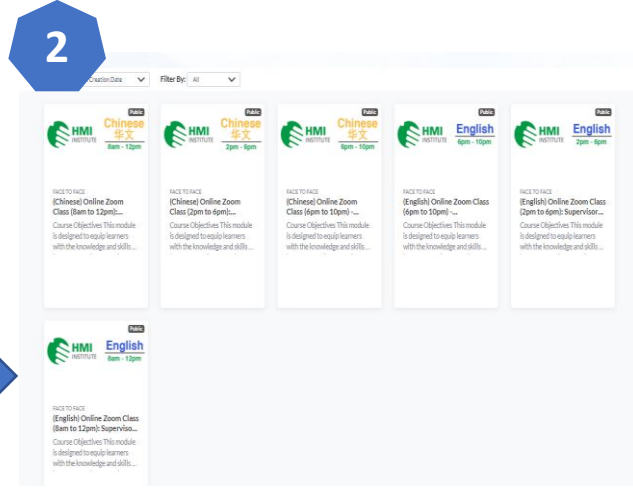 2
Creation Date
Filter By: All
Public
HMI
INSTITUTE
Chinese
华文
8am - 12pm
FACE TO FACE
(Chinese) Online Zoom
Class (8am to 12pm):...
Course Objectives This module
is designed to equip learners
with the knowledge and skills ...
Public
HMI
INSTITUTE
Chinese
华文
2pm - 6pm
FACE TO FACE
(Chinese) Online Zoom
Class (2pm to 6pm):...
Course Objectives This module
is designed to equip learners
with the knowledge and skills ...
Public
HMI
INSTITUTE
Chinese
华文
6pm - 10pm
FACE TO FACE
(Chinese) Online Zoom
Class (6pm to 10pm) -...
Course Objectives This module
is designed to equip learners
with the knowledge and skills ...
Public
HMI
INSTITUTE
English
6pm - 10pm
FACE TO FACE
(English) Online Zoom Class
(6pm to 10pm) -...
Course Objectives This module
is designed to equip learners
with the knowledge and skills ...
Public
HMI
INSTITUTE
English
2pm - 6pm
FACE TO FACE
(English) Online Zoom Class
(2pm to 6pm): Supervisor...
Course Objectives This module
is designed to equip learners
with the knowledge and skills ...
Public
HMI
INSTITUTE
English
8am - 12pm
FACE TO FACE
(English) Online Zoom Class
(8am to 12pm): Superviso...
Course Objectives This module
is designed to equip learners
with the knowledge and skills ...